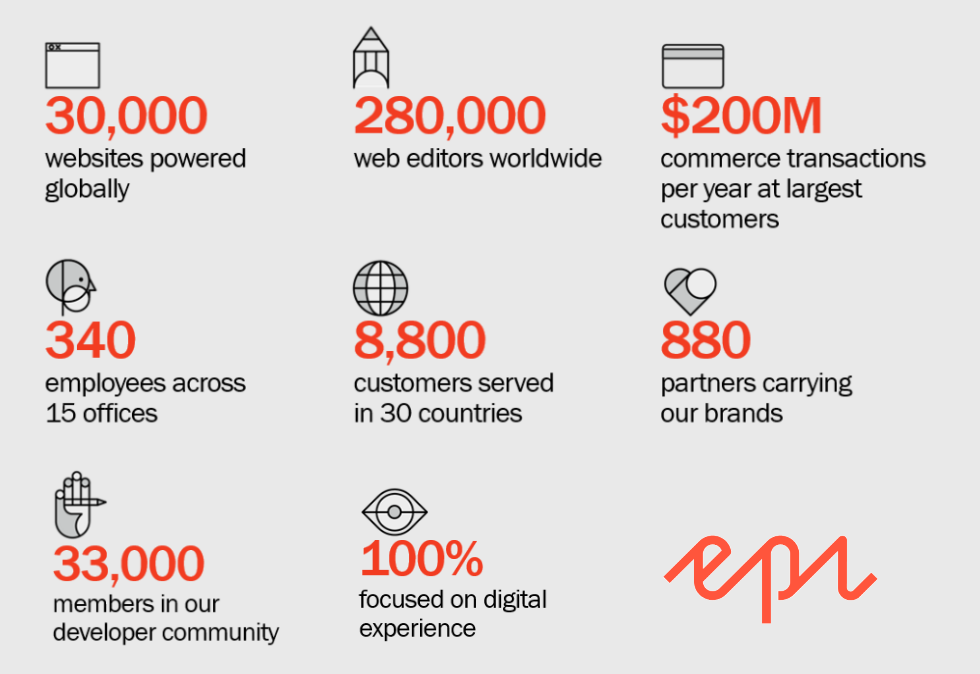 30,000
websites powered
globally
280,000
web editors worldwide
$200M
commerce transactions
per year at largest
customers
340
employees across
15 offices
8,800
customers served
in 30 countries
880
partners carrying
our brands
33,000
members in our
developer community
100%
focused on digital
experience
epi